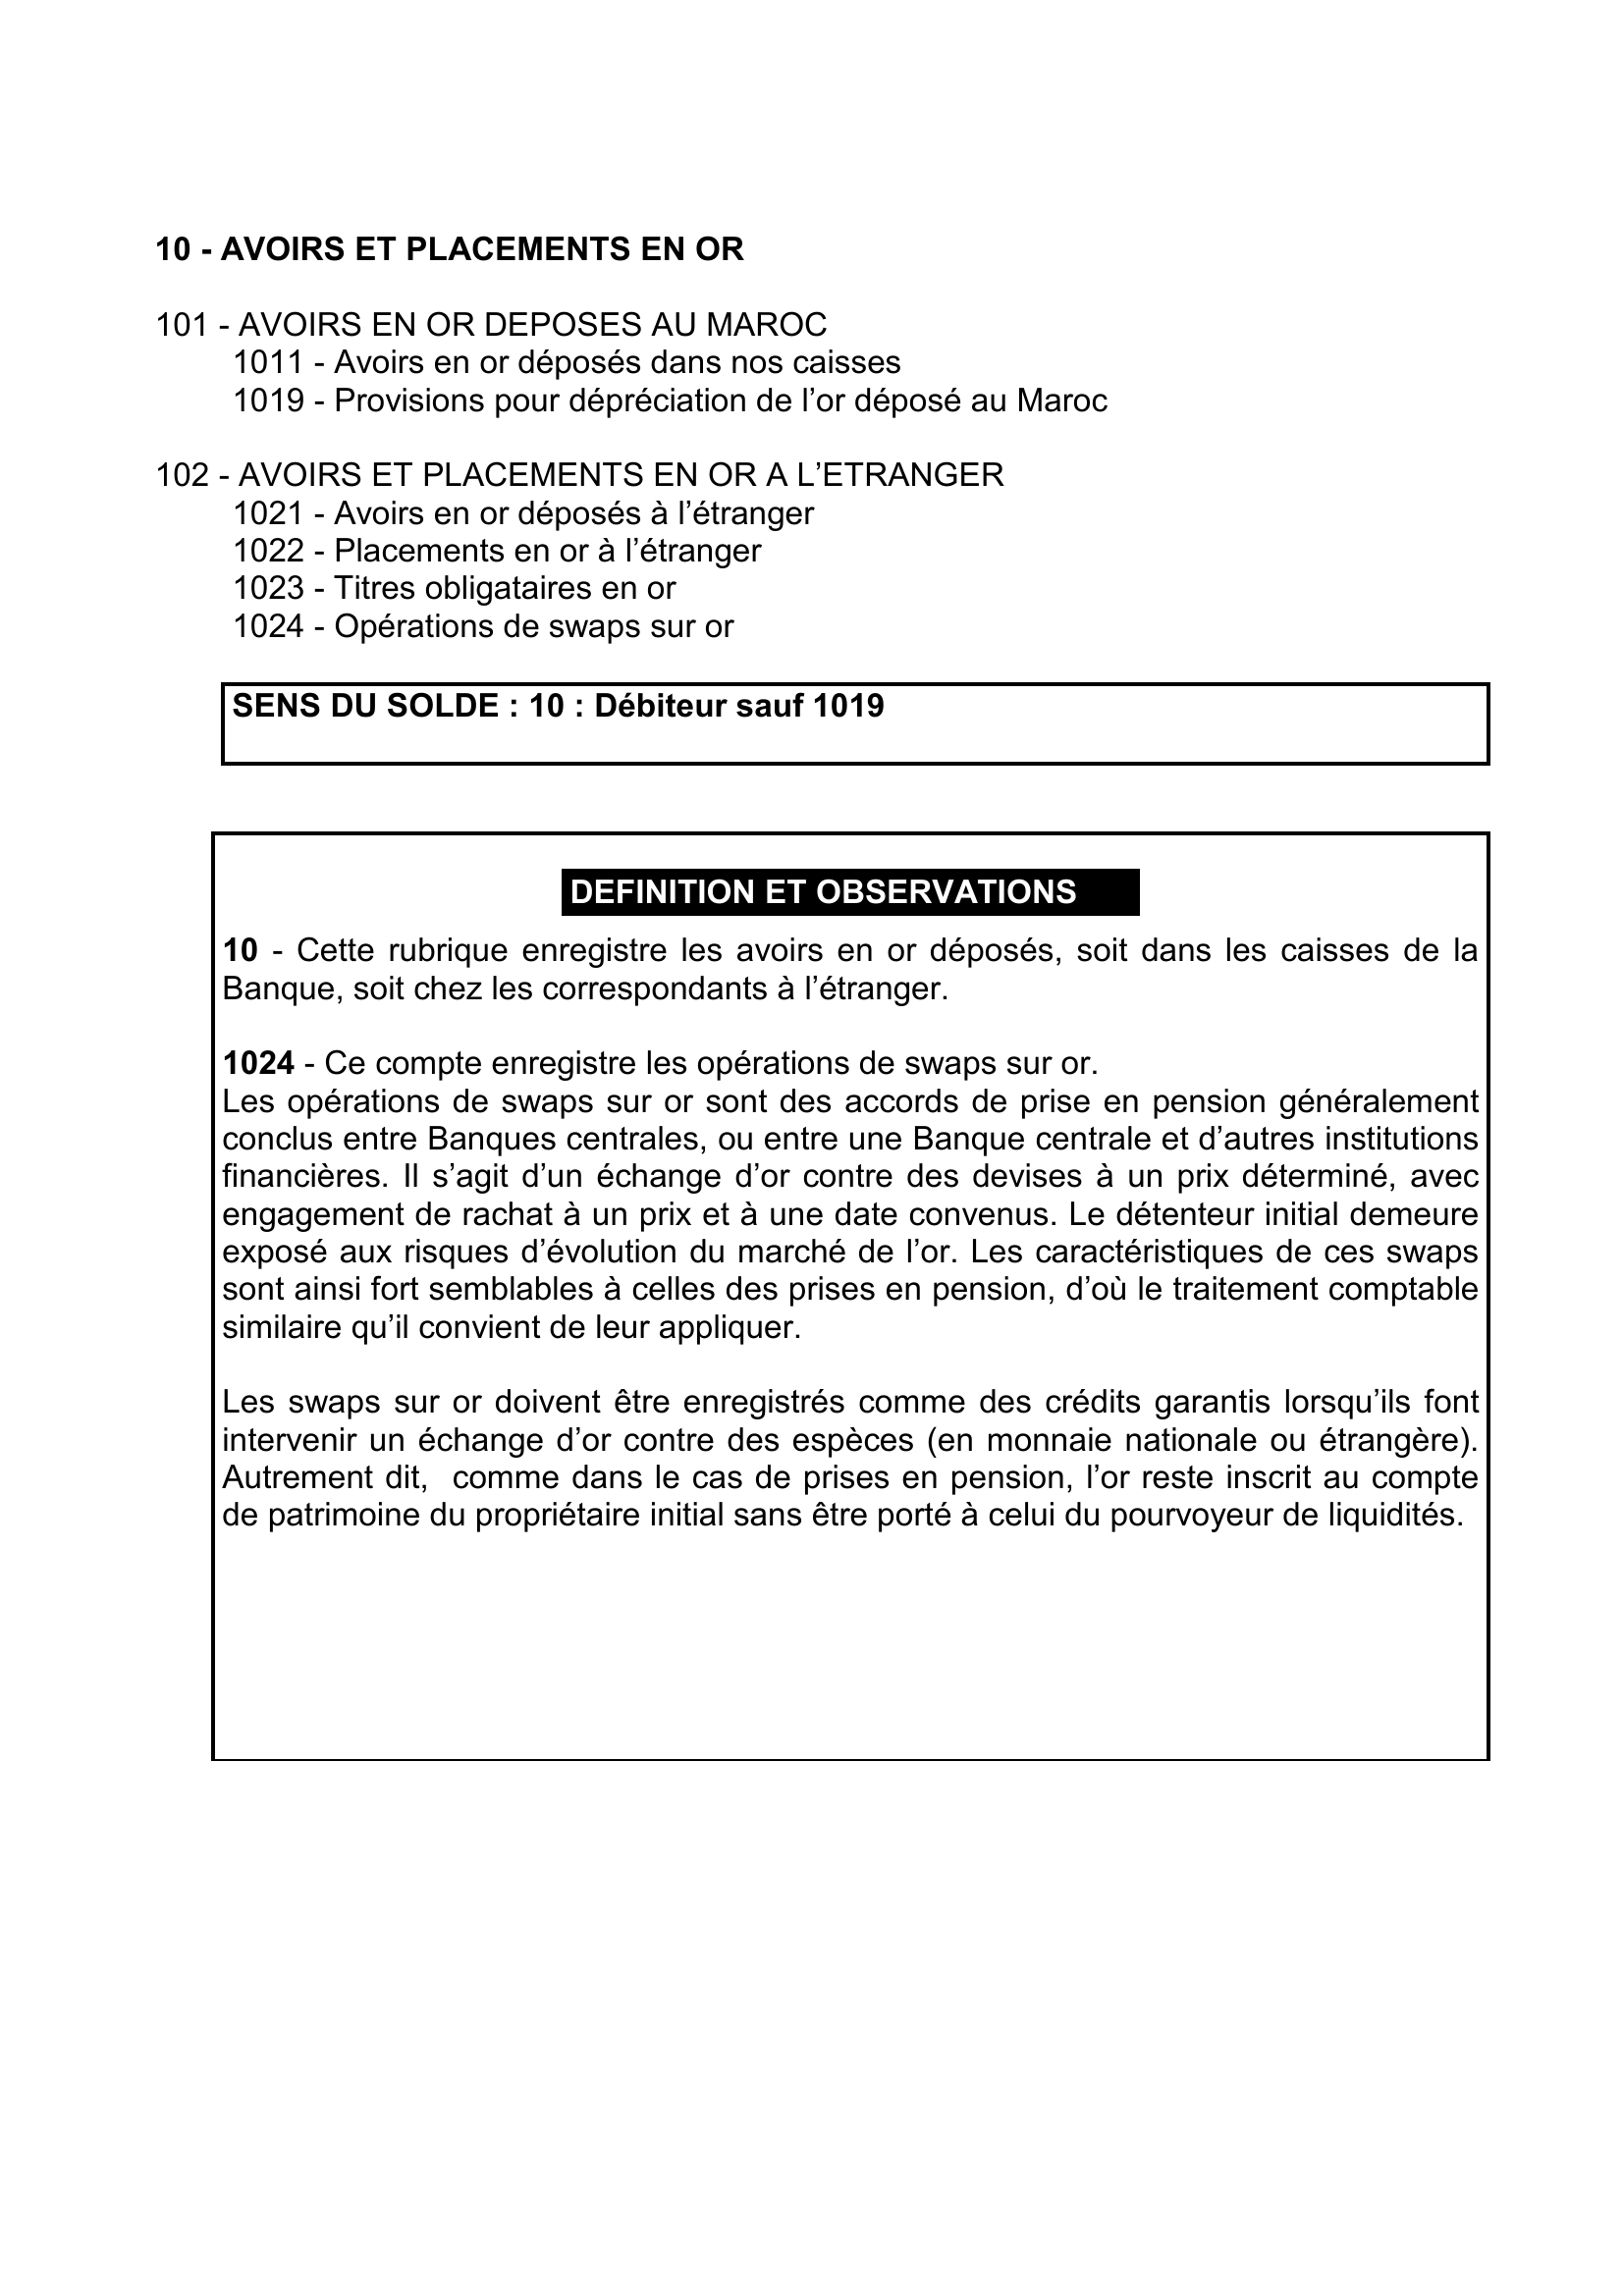 10 - AVOIRS ET PLACEMENTS EN OR
101 - AVOIRS EN OR DEPOSES AU MAROC
1011 - Avoirs en or déposés dans nos caisses
1019 - Provisions pour dépréciation de l’or déposé au Maroc
102 - AVOIRS ET PLACEMENTS EN OR A L’ETRANGER
1021 - Avoirs en or déposés à l’étranger
1022 - Placements en or à l’étranger
1023 - Titres obligataires en or
1024 - Opérations de swaps sur or
SENS DU SOLDE : 10 : Débiteur sauf 1019
DEFINITION ET OBSERVATIONS
10 - Cette rubrique enregistre les avoirs en or déposés, soit dans les caisses de la
Banque, soit chez les correspondants à l’étranger.
1024 - Ce compte enregistre les opérations de swaps sur or.
Les opérations de swaps sur or sont des accords de prise en pension généralement
conclus entre Banques centrales, ou entre une Banque centrale et d’autres institutions
financières. Il s’agit d’un échange d’or contre des devises à un prix déterminé, avec
engagement de rachat à un prix et à une date convenus. Le détenteur initial demeure
exposé aux risques d’évolution du marché de l’or. Les caractéristiques de ces swaps
sont ainsi fort semblables à celles des prises en pension, d’où le traitement comptable
similaire qu’il convient de leur appliquer.
Les swaps sur or doivent être enregistrés comme des crédits garantis lorsqu’ils font
intervenir un échange d’or contre des espèces (en monnaie nationale ou étrangère).
Autrement dit,  comme dans le cas de prises en pension, l’or reste inscrit au compte
de patrimoine du propriétaire initial sans être porté à celui du pourvoyeur de liquidités.